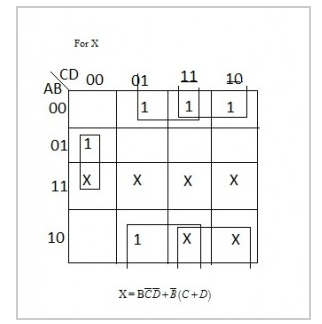 For X
CD 00 01 11 10
AB
00 1 1 1
01 1
11 X X X X
10 1 X X
X = BC̅D̅ + B̅(C + D)